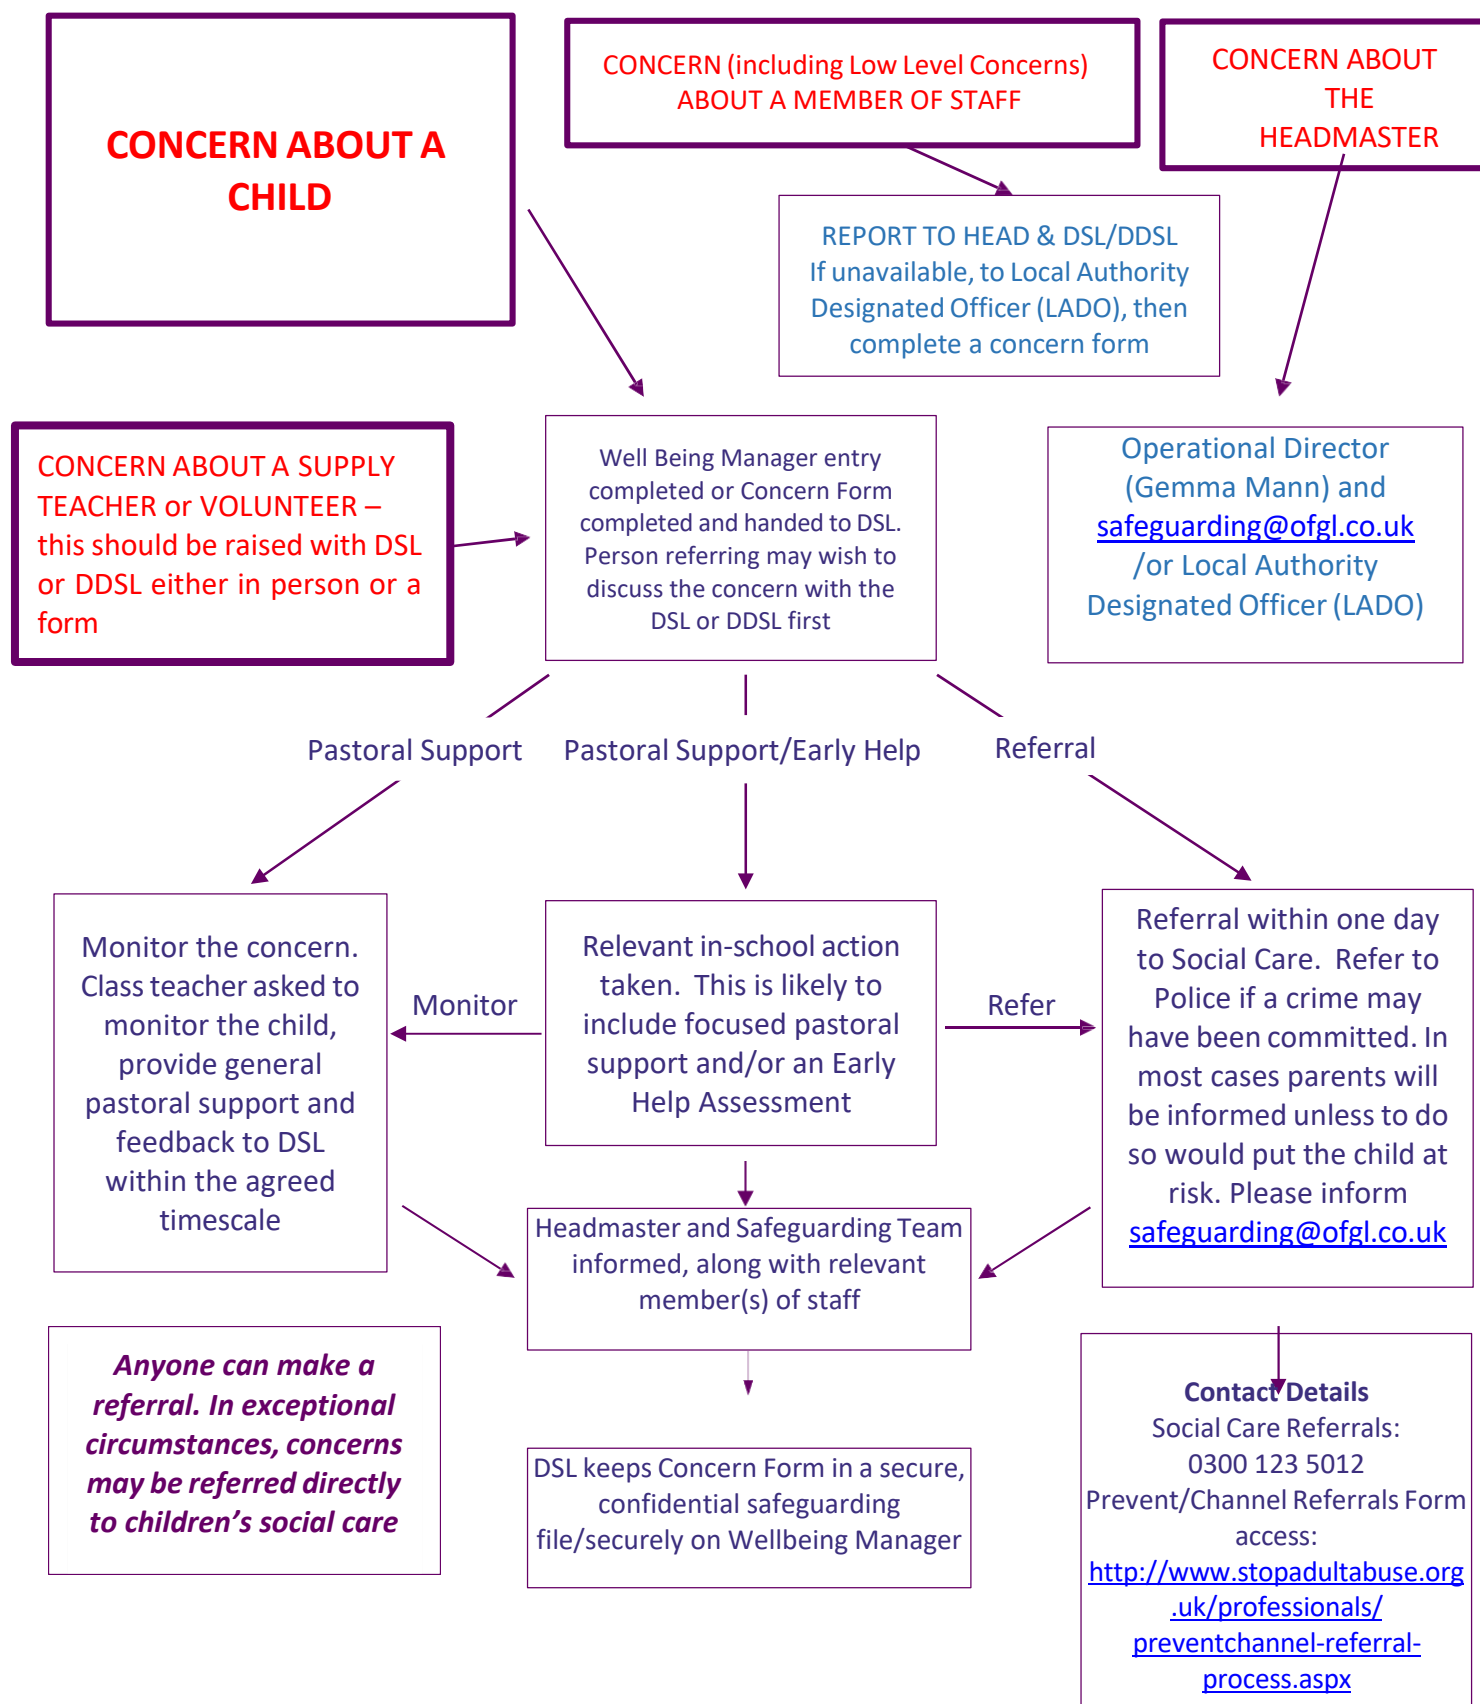 CONCERN ABOUT A
CHILD
CONCERN (including Low Level Concerns)
ABOUT A MEMBER OF STAFF
CONCERN ABOUT
THE
HEADMASTER
REPORT TO HEAD & DSL/DDSL
If unavailable, to Local Authority
Designated Officer (LADO), then
complete a concern form
CONCERN ABOUT A SUPPLY
TEACHER or VOLUNTEER –
this should be raised with DSL
or DDSL either in person or a
form
Well Being Manager entry
completed or Concern Form
completed and handed to DSL.
Person referring may wish to
discuss the concern with the
DSL or DDSL first
Operational Director
(Gemma Mann) and
safeguarding@ofgl.co.uk
/or Local Authority
Designated Officer (LADO)
Pastoral Support
Pastoral Support/Early Help
Referral
Monitor the concern.
Class teacher asked to
monitor the child,
provide general
pastoral support and
feedback to DSL
within the agreed
timescale
Monitor
Relevant in-school action
taken. This is likely to
include focused pastoral
support and/or an Early
Help Assessment
Refer
Referral within one day
to Social Care. Refer to
Police if a crime may
have been committed. In
most cases parents will
be informed unless to do
so would put the child at
risk. Please inform
safeguarding@ofgl.co.uk
Headmaster and Safeguarding Team
informed, along with relevant
member(s) of staff
Anyone can make a
referral. In exceptional
circumstances, concerns
may be referred directly
to children's social care
DSL keeps Concern Form in a secure,
confidential safeguarding
file/securely on Wellbeing Manager
Contact Details
Social Care Referrals:
0300 123 5012
Prevent/Channel Referrals Form
access:
http://www.stopadultabuse.org
.uk/professionals/
preventchannel-referral-
process.aspx